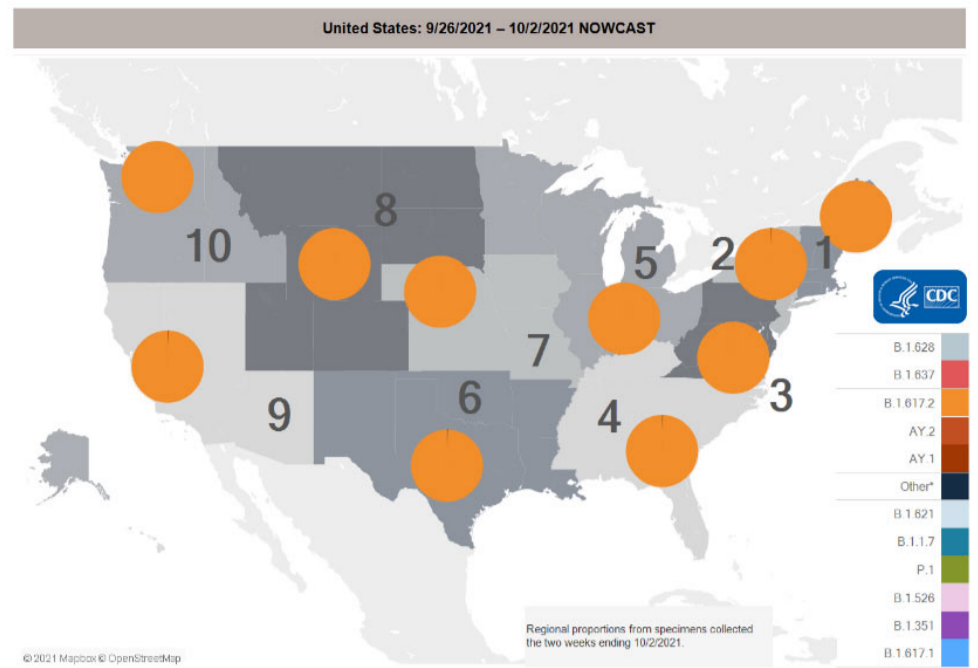 United States: 9/26/2021 – 10/2/2021 NOWCAST
8
10
5
2
1
7
6
9
4
3
CDC
B.1.628
B.1.637
B.1.617.2
AY.2
AY.1
Other*
B.1.621
B.1.1.7
P.1
B.1.526
B.1.351
B.1.617.1
Regional proportions from specimens collected
the two weeks ending 10/2/2021.
© 2021 Mapbox © OpenStreetMap